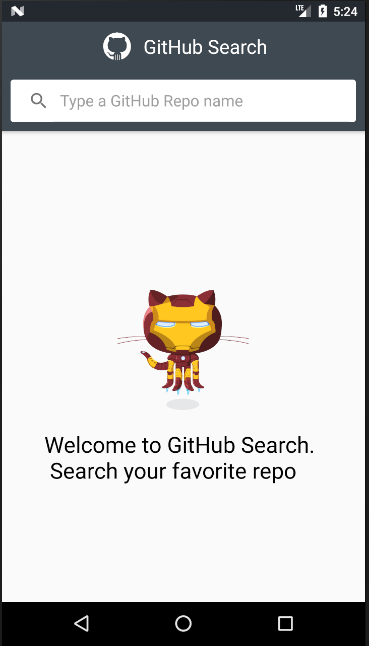 LTE 5:24
GitHub Search
Type a GitHub Repo name
Welcome to GitHub Search.
Search your favorite repo